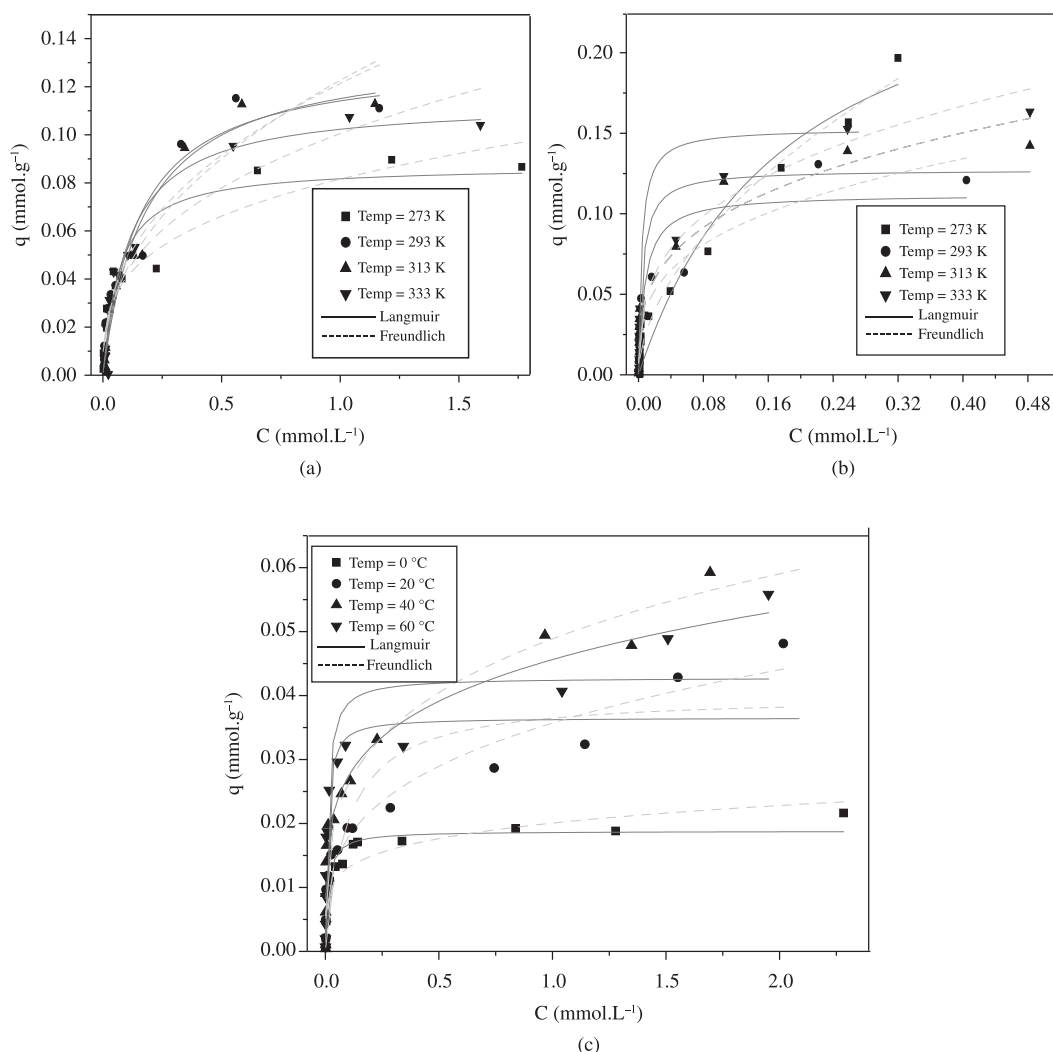 0.14
0.12
0.10
0.08
0.06
0.04
0.02
0.00
q (mmol.g⁻¹)
0.0 0.5 1.0 1.5
C (mmol.L⁻¹)
Temp = 273 K
Temp = 293 K
Temp = 313 K
Temp = 333 K
Langmuir
Freundlich
(a)
0.20
0.15
0.10
0.05
0.00
q (mmol.g⁻¹)
0.00 0.08 0.16 0.24 0.32 0.40 0.48
C (mmol.L⁻¹)
Temp = 273 K
Temp = 293 K
Temp = 313 K
Temp = 333 K
Langmuir
Freundlich
(b)
0.06
0.05
0.04
0.03
0.02
0.01
0.00
q (mmol.g⁻¹)
0.0 0.5 1.0 1.5 2.0
C (mmol.L⁻¹)
Temp = 0 °C
Temp = 20 °C
Temp = 40 °C
Temp = 60 °C
Langmuir
Freundlich
(c)